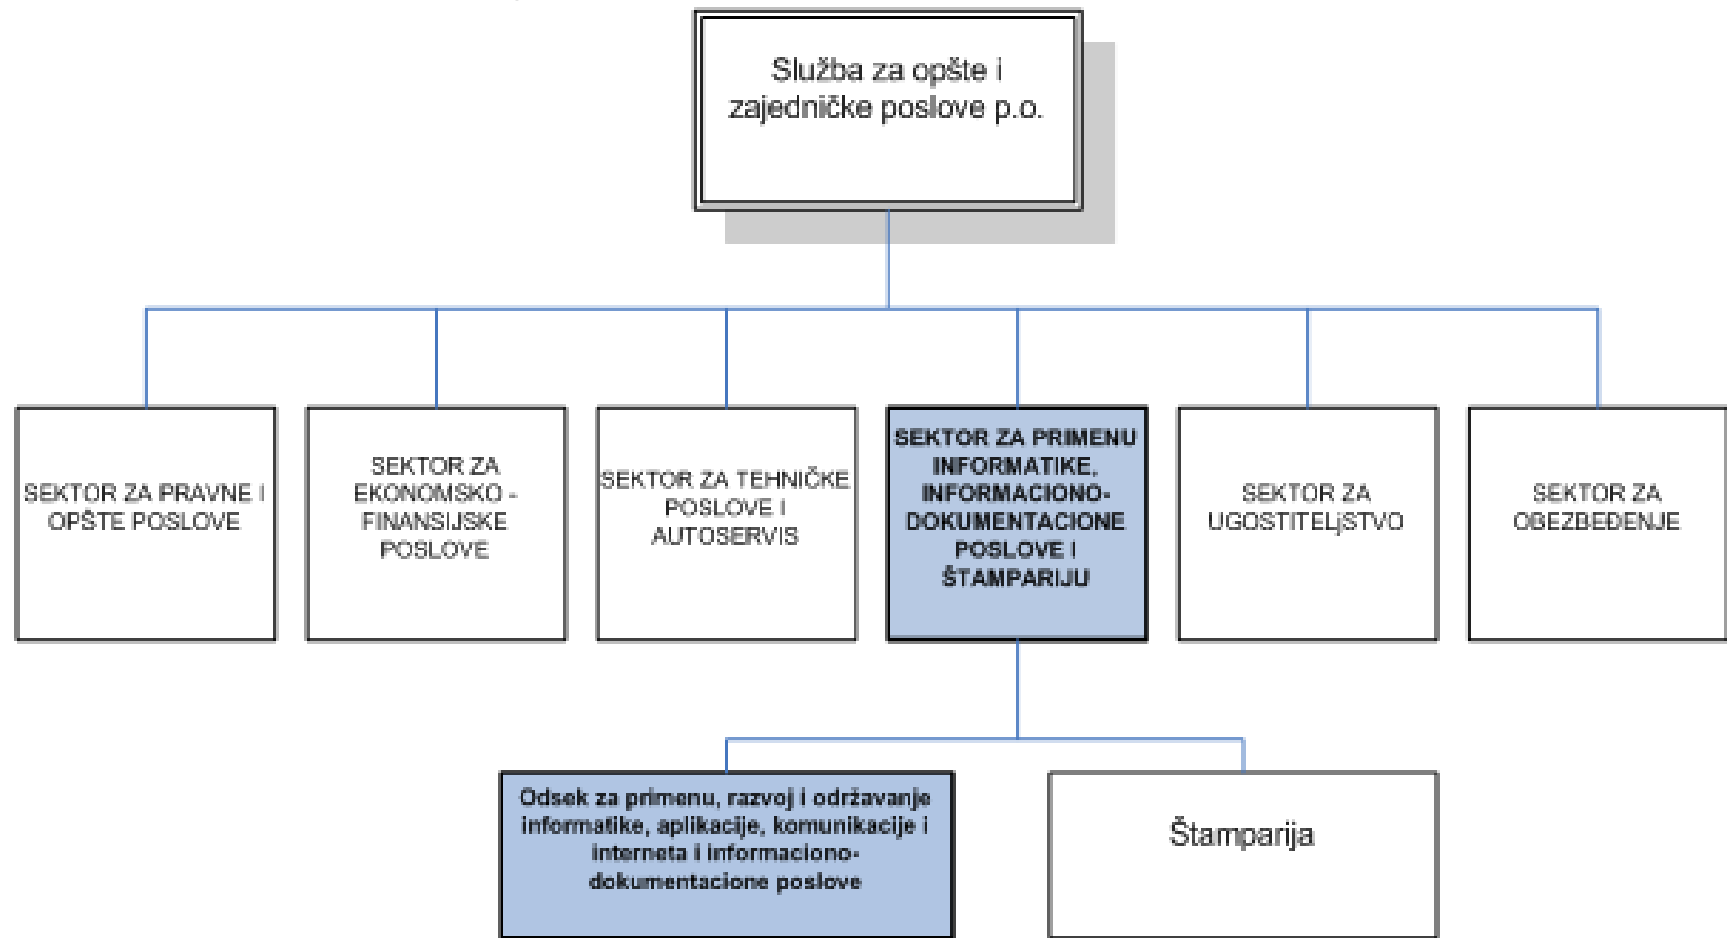 Služba za opšte i
zajedničke poslove p.o.
SEKTOR ZA PRAVNE I
OPŠTE POSLOVE
SEKTOR ZA
EKONOMSKO -
FINANSIJSKE
POSLOVE
SEKTOR ZA TEHNIČKE
POSLOVE I
AUTOSERVIS
SEKTOR ZA PRIMENU
INFORMATIKE,
INFORMACIONO-
DOKUMENTACIONE
POSLOVE I
ŠTAMPARIJU
SEKTOR ZA
UGOSTITELjSTVO
SEKTOR ZA
OBEZBEĐENJE
Odsek za primenu, razvoj i održavanje
informatike, aplikacije, komunikacije i
interneta i informaciono-
dokumentacione poslove
Štamparija